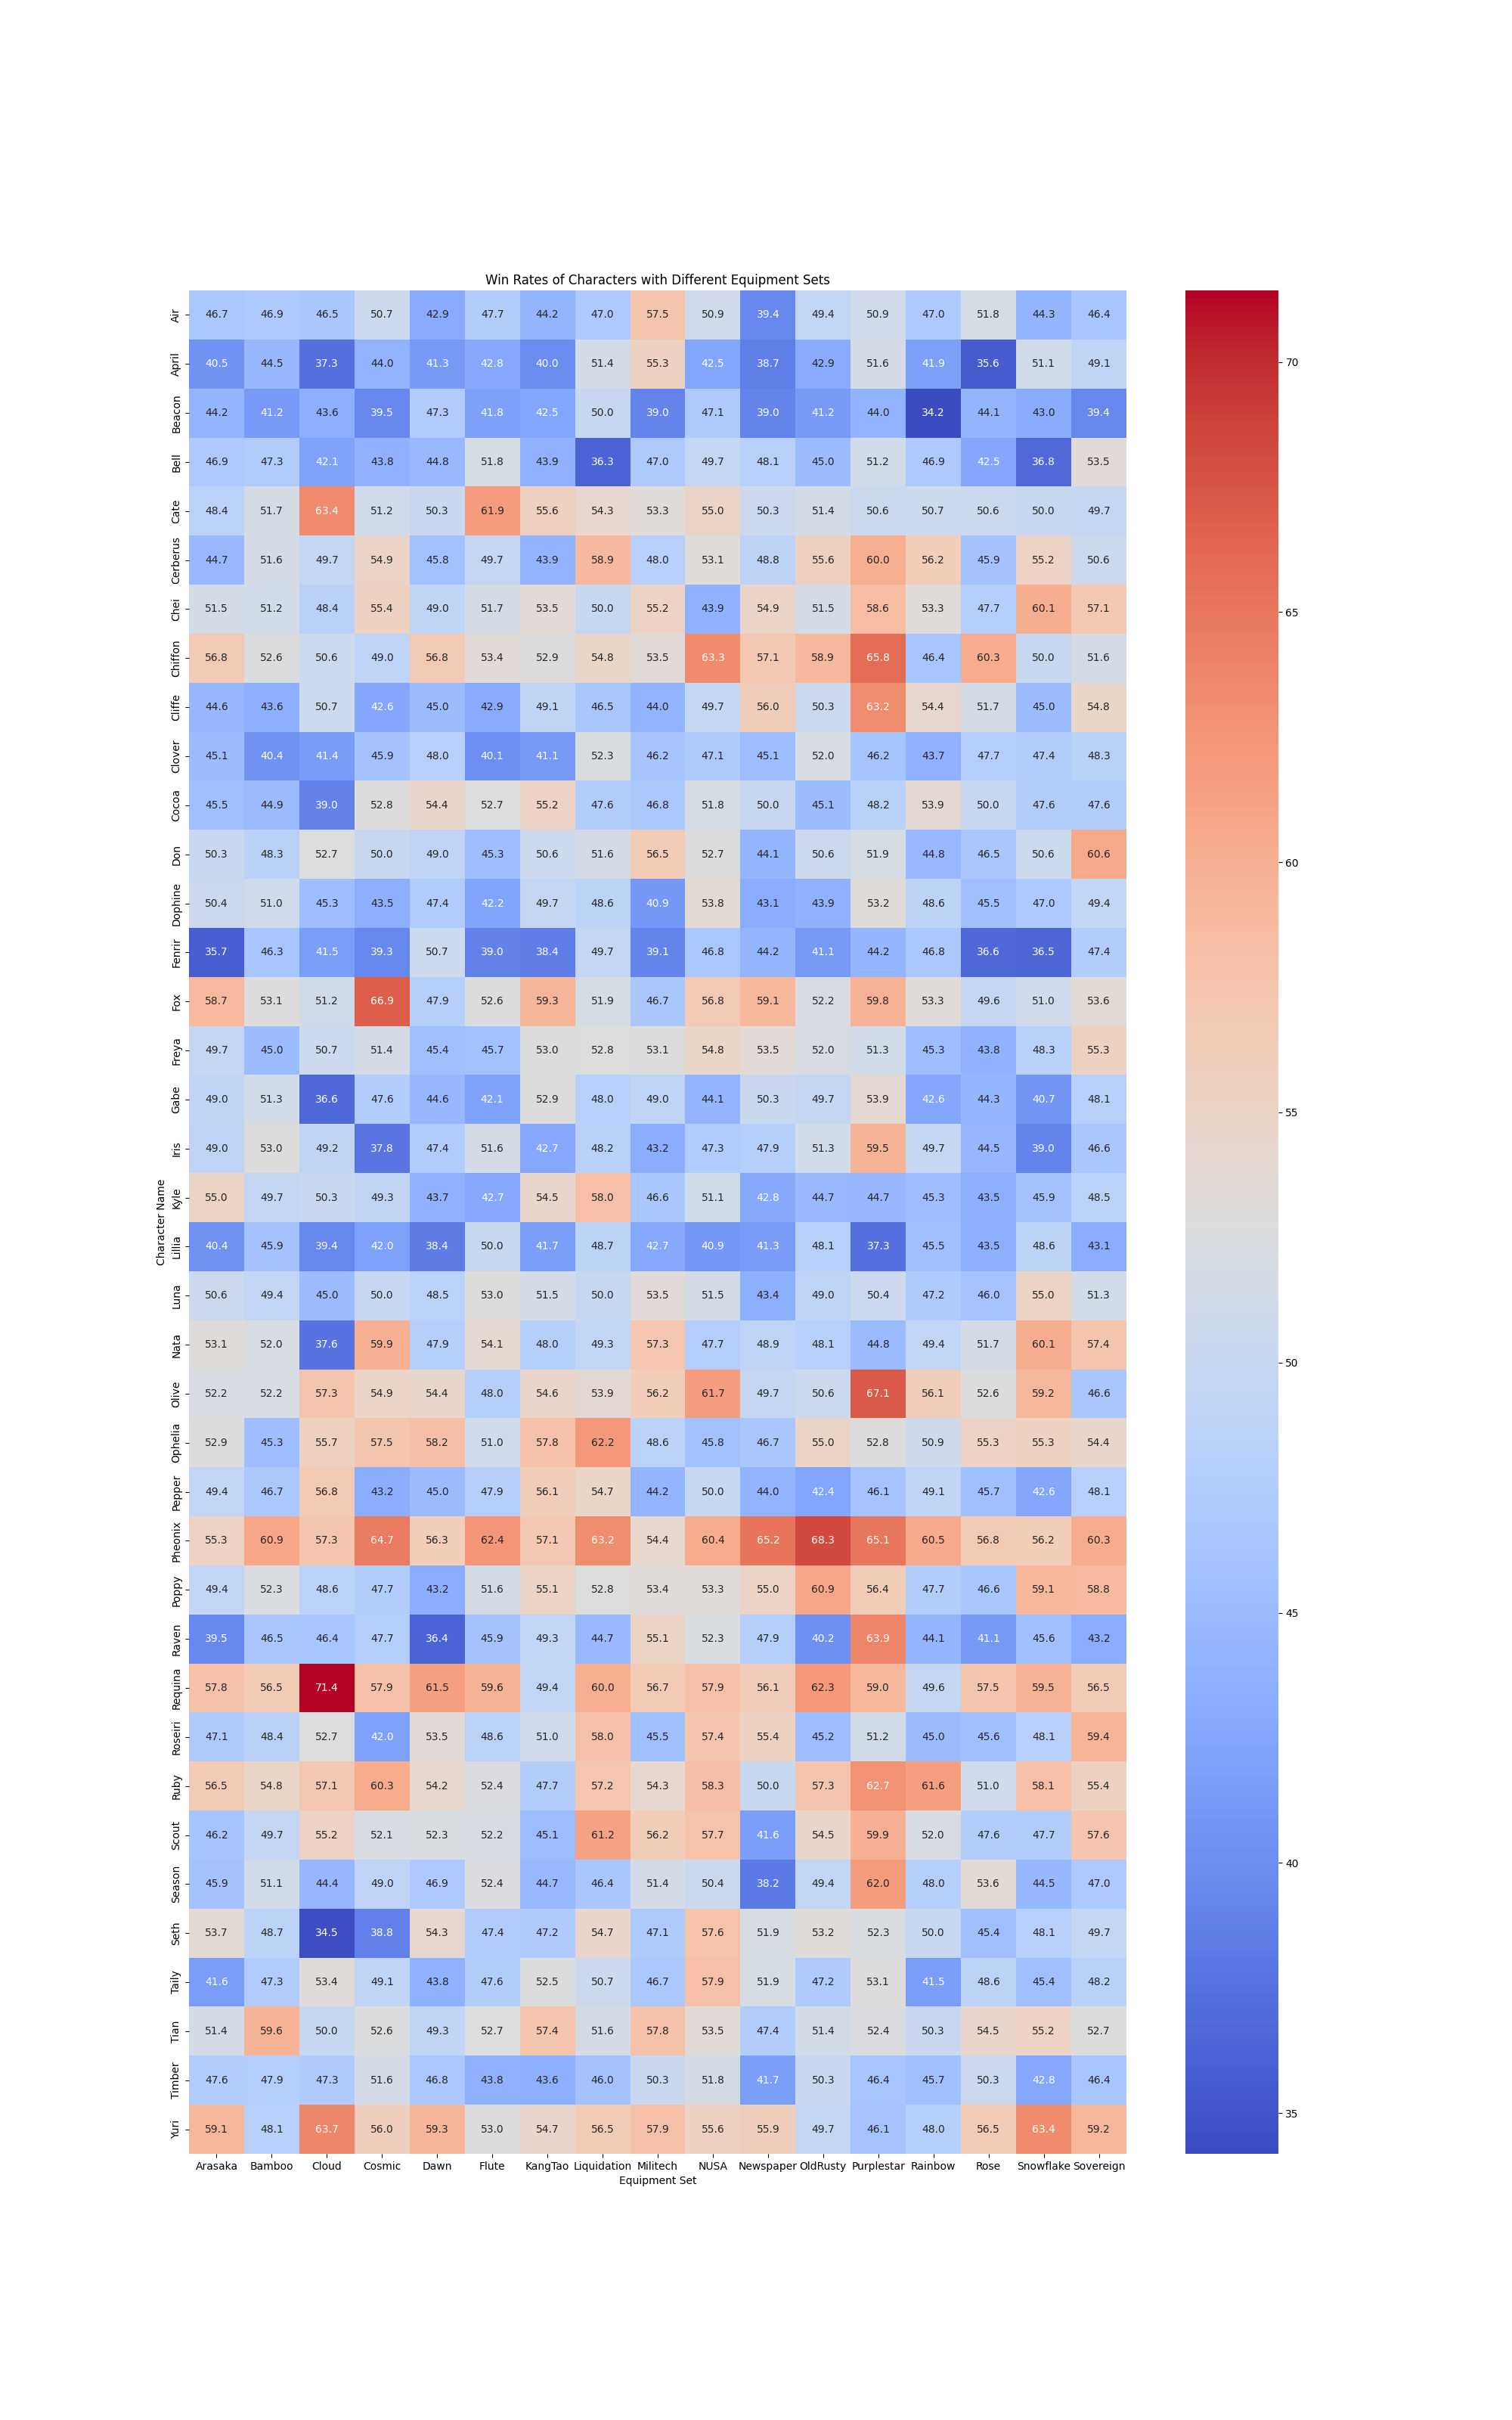 Win Rates of Characters with Different Equipment Sets
Air 46.7 46.9 46.5 50.7 42.9 47.7 44.2 47.0 57.5 50.9 39.4 49.4 50.9 47.0 51.8 44.3 46.4
April 40.5 44.5 37.3 44.0 41.3 42.8 40.0 51.4 55.3 42.5 38.7 42.9 51.6 41.9 35.6 51.1 49.1
Beacon 44.2 41.2 43.6 39.5 47.3 41.8 42.5 50.0 39.0 47.1 39.0 41.2 44.0 34.2 44.1 43.0 39.4
Bell 46.9 47.3 42.1 43.8 44.8 51.8 43.9 36.3 47.0 49.7 48.1 45.0 51.2 46.9 42.5 36.8 53.5
Cate 48.4 51.7 63.4 51.2 50.3 61.9 55.6 54.3 53.3 55.0 50.3 51.4 50.6 50.7 50.6 50.0 49.7
Cerberus 44.7 51.6 49.7 54.9 45.8 49.7 43.9 58.9 48.0 53.1 48.8 55.6 60.0 56.2 45.9 55.2 50.6
Chei 51.5 51.2 48.4 55.4 49.0 51.7 53.5 50.0 55.2 43.9 54.9 51.5 58.6 53.3 47.7 60.1 57.1
Chiffon 56.8 52.6 50.6 49.0 56.8 53.4 52.9 54.8 53.5 63.3 57.1 58.9 65.8 46.4 60.3 50.0 51.6
Cliffe 44.6 43.6 50.7 42.6 45.0 42.9 49.1 46.5 44.0 49.7 56.0 50.3 63.2 54.4 51.7 45.0 54.8
Clover 45.1 40.4 41.4 45.9 48.0 40.1 41.1 52.3 46.2 47.1 45.1 52.0 46.2 43.7 47.7 47.4 48.3
Cocoa 45.5 44.9 39.0 52.8 54.4 52.7 55.2 47.6 46.8 51.8 50.0 45.1 48.2 53.9 50.0 47.6 47.6
Don 50.3 48.3 52.7 50.0 49.0 45.3 50.6 51.6 56.5 52.7 44.1 50.6 51.9 44.8 46.5 50.6 60.6
Dophine 50.4 51.0 45.3 43.5 47.4 42.2 49.7 48.6 40.9 53.8 43.1 43.9 53.2 48.6 45.5 47.0 49.4
Fenrir 35.7 46.3 41.5 39.3 50.7 39.0 38.4 49.7 39.1 46.8 44.2 41.1 44.2 46.8 36.6 36.5 47.4
Fox 58.7 53.1 51.2 66.9 47.9 52.6 59.3 51.9 46.7 56.8 59.1 52.2 59.8 53.3 49.6 51.0 53.6
Freya 49.7 45.0 50.7 51.4 45.4 45.7 53.0 52.8 53.1 54.8 53.5 52.0 51.3 45.3 43.8 48.3 55.3
Gabe 49.0 51.3 36.6 47.6 44.6 42.1 52.9 48.0 49.0 44.1 50.3 49.7 53.9 42.6 44.3 40.7 48.1
Iris 49.0 53.0 49.2 37.8 47.4 51.6 42.7 48.2 43.2 47.3 47.9 51.3 59.5 49.7 44.5 39.0 46.6
Character Name
Kyle 55.0 49.7 50.3 49.3 43.7 42.7 54.5 58.0 46.6 51.1 42.8 44.7 44.7 45.3 43.5 45.9 48.5
Lillia 40.4 45.9 39.4 42.0 38.4 50.0 41.7 48.7 42.7 40.9 41.3 48.1 37.3 45.5 43.5 48.6 43.1
Luna 50.6 49.4 45.0 50.0 48.5 53.0 51.5 50.0 53.5 51.5 43.4 49.0 50.4 47.2 46.0 55.0 51.3
Nata 53.1 52.0 37.6 59.9 47.9 54.1 48.0 49.3 57.3 47.7 48.9 48.1 44.8 49.4 51.7 60.1 57.4
Olive 52.2 52.2 57.3 54.9 54.4 48.0 54.6 53.9 56.2 61.7 49.7 50.6 67.1 56.1 52.6 59.2 46.6
Ophelia 52.9 45.3 55.7 57.5 58.2 51.0 57.8 62.2 48.6 45.8 46.7 55.0 52.8 50.9 55.3 55.3 54.4
Pepper 49.4 46.7 56.8 43.2 45.0 47.9 56.1 54.7 44.2 50.0 44.0 42.4 46.1 49.1 45.7 42.6 48.1
Pheonix 55.3 60.9 57.3 64.7 56.3 62.4 57.1 63.2 54.4 60.4 65.2 68.3 65.1 60.5 56.8 56.2 60.3
Poppy 49.4 52.3 48.6 47.7 43.2 51.6 55.1 52.8 53.4 53.3 55.0 60.9 56.4 47.7 46.6 59.1 58.8
Raven 39.5 46.5 46.4 47.7 36.4 45.9 49.3 44.7 55.1 52.3 47.9 40.2 63.9 44.1 41.1 45.6 43.2
Requina 57.8 56.5 71.4 57.9 61.5 59.6 49.4 60.0 56.7 57.9 56.1 62.3 59.0 49.6 57.5 59.5 56.5
Roseiri 47.1 48.4 52.7 42.0 53.5 48.6 51.0 58.0 45.5 57.4 55.4 45.2 51.2 45.0 45.6 48.1 59.4
Ruby 56.5 54.8 57.1 60.3 54.2 52.4 47.7 57.2 54.3 58.3 50.0 57.3 62.7 61.6 51.0 58.1 55.4
Scout 46.2 49.7 55.2 52.1 52.3 52.2 45.1 61.2 56.2 57.7 41.6 54.5 59.9 52.0 47.6 47.7 57.6
Season 45.9 51.1 44.4 49.0 46.9 52.4 44.7 46.4 51.4 50.4 38.2 49.4 62.0 48.0 53.6 44.5 47.0
Seth 53.7 48.7 34.5 38.8 54.3 47.4 47.2 54.7 47.1 57.6 51.9 53.2 52.3 50.0 45.4 48.1 49.7
Taily 41.6 47.3 53.4 49.1 43.8 47.6 52.5 50.7 46.7 57.9 51.9 47.2 53.1 41.5 48.6 45.4 48.2
Tian 51.4 59.6 50.0 52.6 49.3 52.7 57.4 51.6 57.8 53.5 47.4 51.4 52.4 50.3 54.5 55.2 52.7
Timber 47.6 47.9 47.3 51.6 46.8 43.8 43.6 46.0 50.3 51.8 41.7 50.3 46.4 45.7 50.3 42.8 46.4
Yuri 59.1 48.1 63.7 56.0 59.3 53.0 54.7 56.5 57.9 55.6 55.9 49.7 46.1 48.0 56.5 63.4 59.2
Arasaka Bamboo Cloud Cosmic Dawn Flute KangTao Liquidation Militech NUSA Newspaper OldRusty Purplestar Rainbow Rose Snowflake Sovereign
Equipment Set
70
65
60
55
50
45
40
35